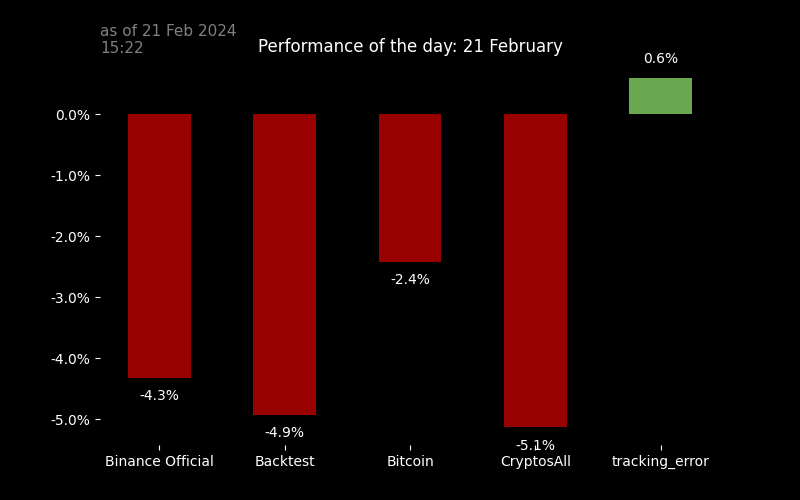 as of 21 Feb 2024
15:22
Performance of the day: 21 February
0.6%
0.0%
-1.0%
-2.0%
-2.4%
-3.0%
-4.0%
-4.3%
-5.0%
-4.9%
-5.1%
Binance Official
Backtest
Bitcoin
CryptosAll
tracking_error